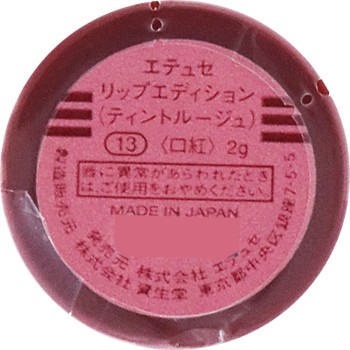 エテュセ
リップエディション
(ティントルージュ)
13 〈口紅〉2g
唇に異常があらわれたとき
は、ご使用をおやめください。
MADE IN JAPAN
発売元 株式会社 エテュセ
製造販売元 株式会社 資生堂 東京都中央区銀座7-5-5